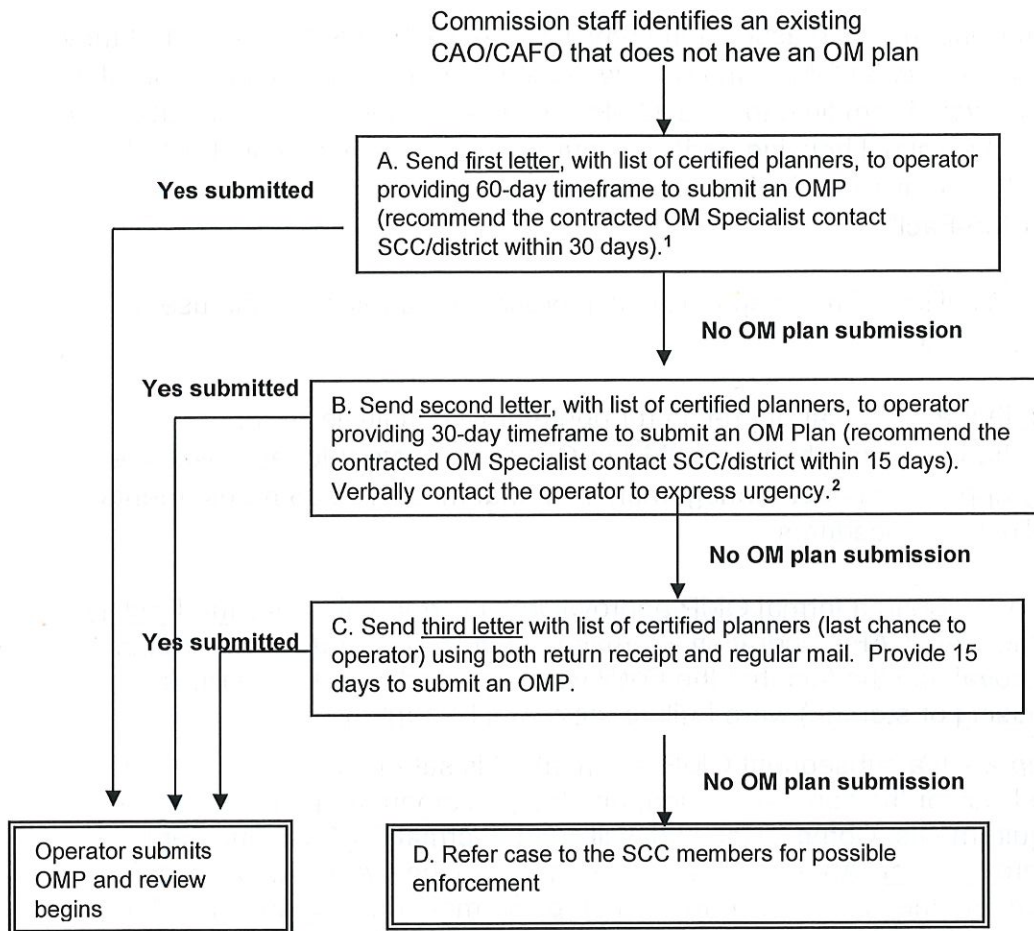 Commission staff identifies an existing
CAO/CAFO that does not have an OM plan
Yes submitted
A. Send first letter, with list of certified planners, to operator
providing 60-day timeframe to submit an OMP
(recommend the contracted OM Specialist contact
SCC/district within 30 days).1
No OM plan submission
Yes submitted
B. Send second letter, with list of certified planners, to operator
providing 30-day timeframe to submit an OM Plan (recommend the
contracted OM Specialist contact SCC/district within 15 days).
Verbally contact the operator to express urgency.2
No OM plan submission
Yes submitted
C. Send third letter with list of certified planners (last chance to
operator) using both return receipt and regular mail. Provide 15
days to submit an OMP.
No OM plan submission
Operator submits
OMP and review
begins
D. Refer case to the SCC members for possible
enforcement